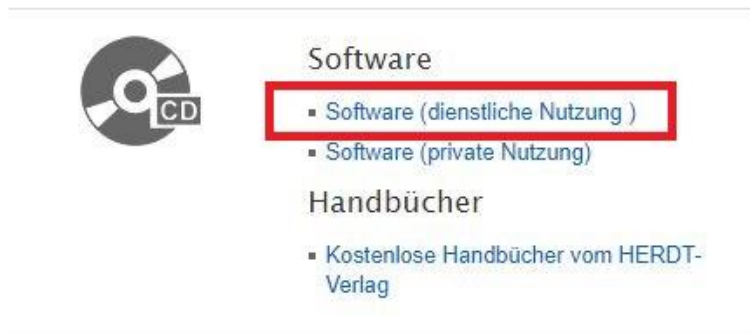 CD
Software
Software (dienstliche Nutzung )
Software (private Nutzung)
Handbücher
Kostenlose Handbücher vom HERDT-
Verlag